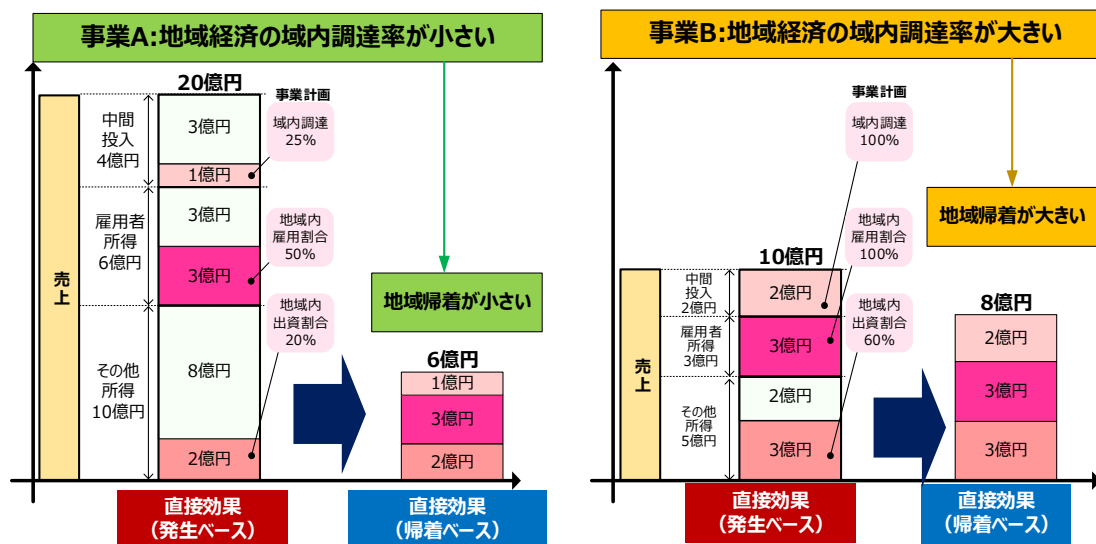 事業A:地域経済の域内調達率が小さい
20億円
事業計画
中間
投入
4億円
3億円
域内調達
25%
1億円
雇用者
所得
6億円
3億円
地域内
雇用割合
50%
3億円
売上
地域帰着が小さい
地域内
出資割合
20%
その他
所得
10億円
8億円
2億円
6億円
1億円
3億円
2億円
直接効果
（発生ベース）
直接効果
（帰着ベース）
事業B:地域経済の域内調達率が大きい
事業計画
域内調達
100%
地域帰着が大きい
地域内
雇用割合
100%
10億円
中間
投入
2億円
2億円
雇用者
所得
3億円
3億円
地域内
出資割合
60%
売上
その他
所得
5億円
2億円
3億円
8億円
2億円
3億円
3億円
直接効果
（発生ベース）
直接効果
（帰着ベース）